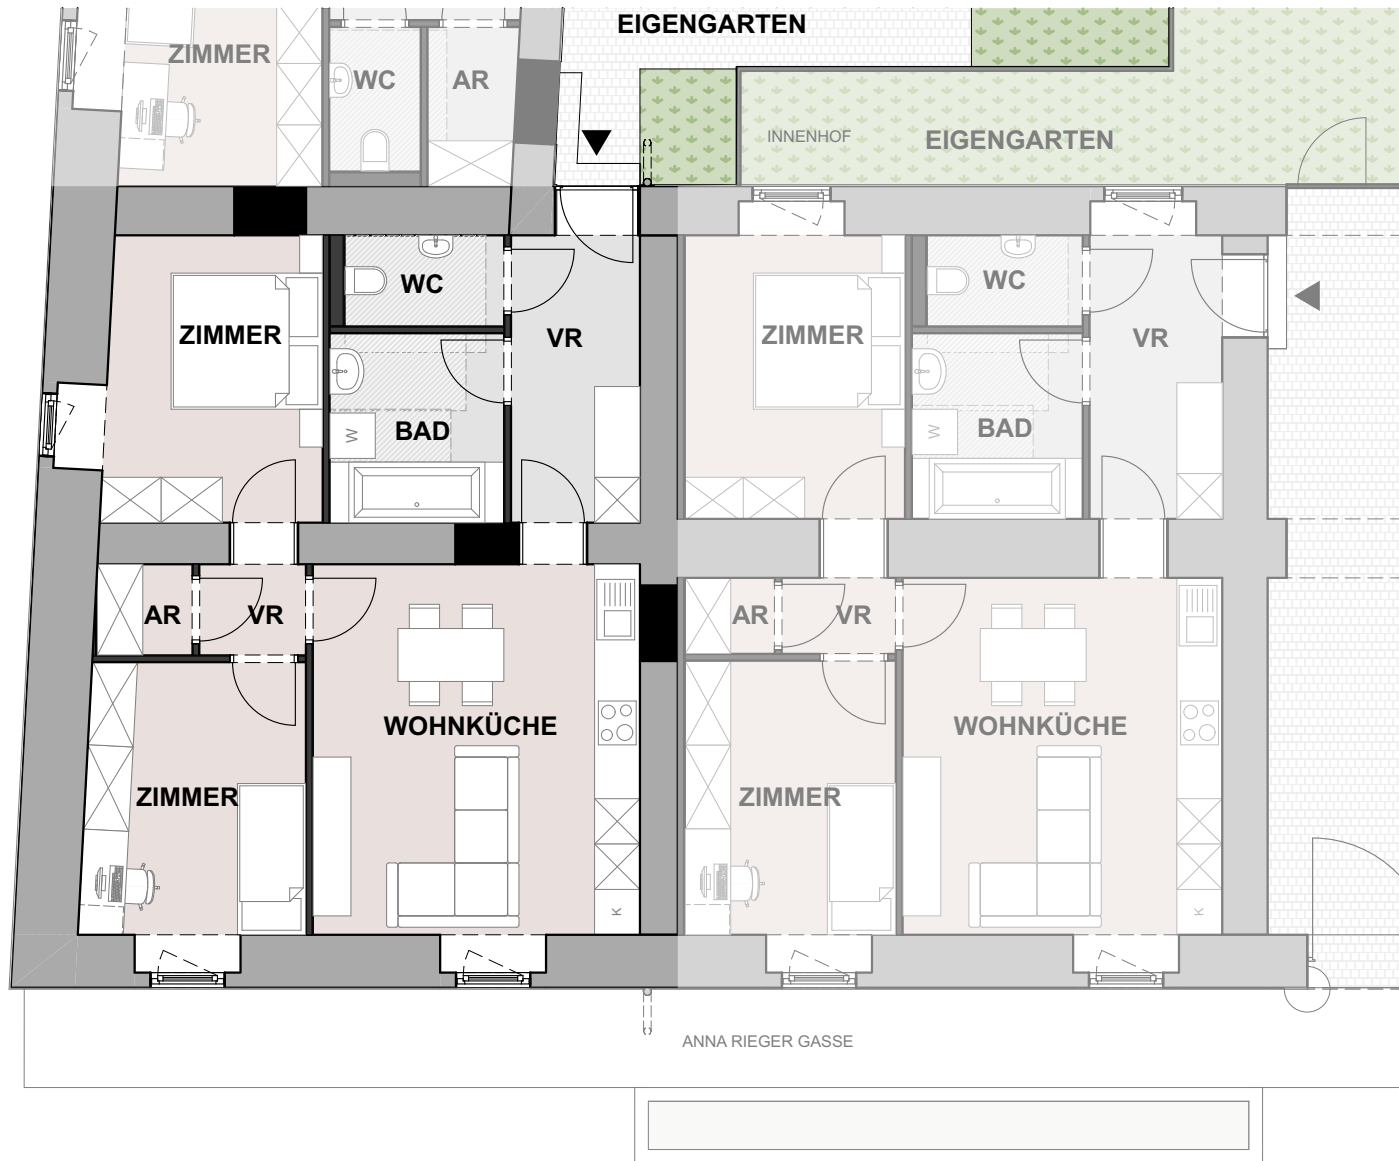 EIGENGARTEN
ZIMMER
WC
AR
INNENHOF
EIGENGARTEN
WC
ZIMMER
VR
BAD
W
WC
ZIMMER
VR
BAD
W
AR
VR
WOHNKÜCHE
ZIMMER
K
AR
VR
WOHNKÜCHE
ZIMMER
K
ANNA RIEGER GASSE